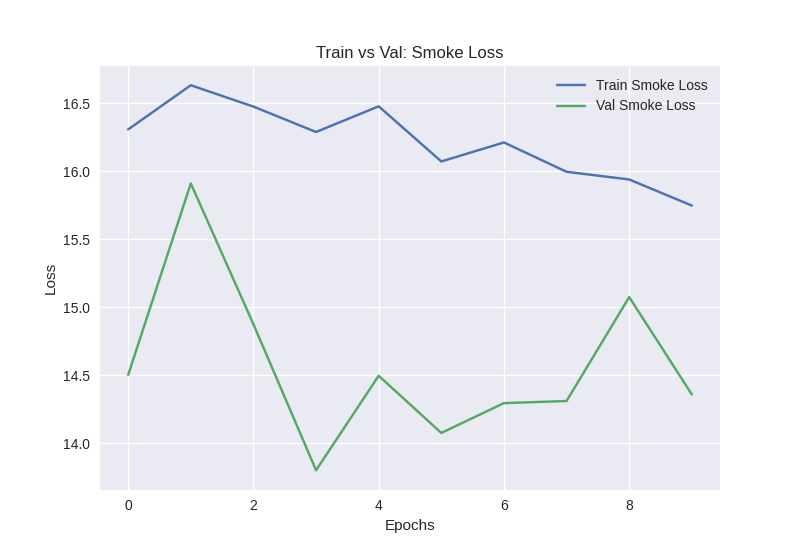 Train vs Val: Smoke Loss
Train Smoke Loss
Val Smoke Loss
16.5
16.0
15.5
15.0
14.5
14.0
Loss
0 2 4 6 8
Epochs